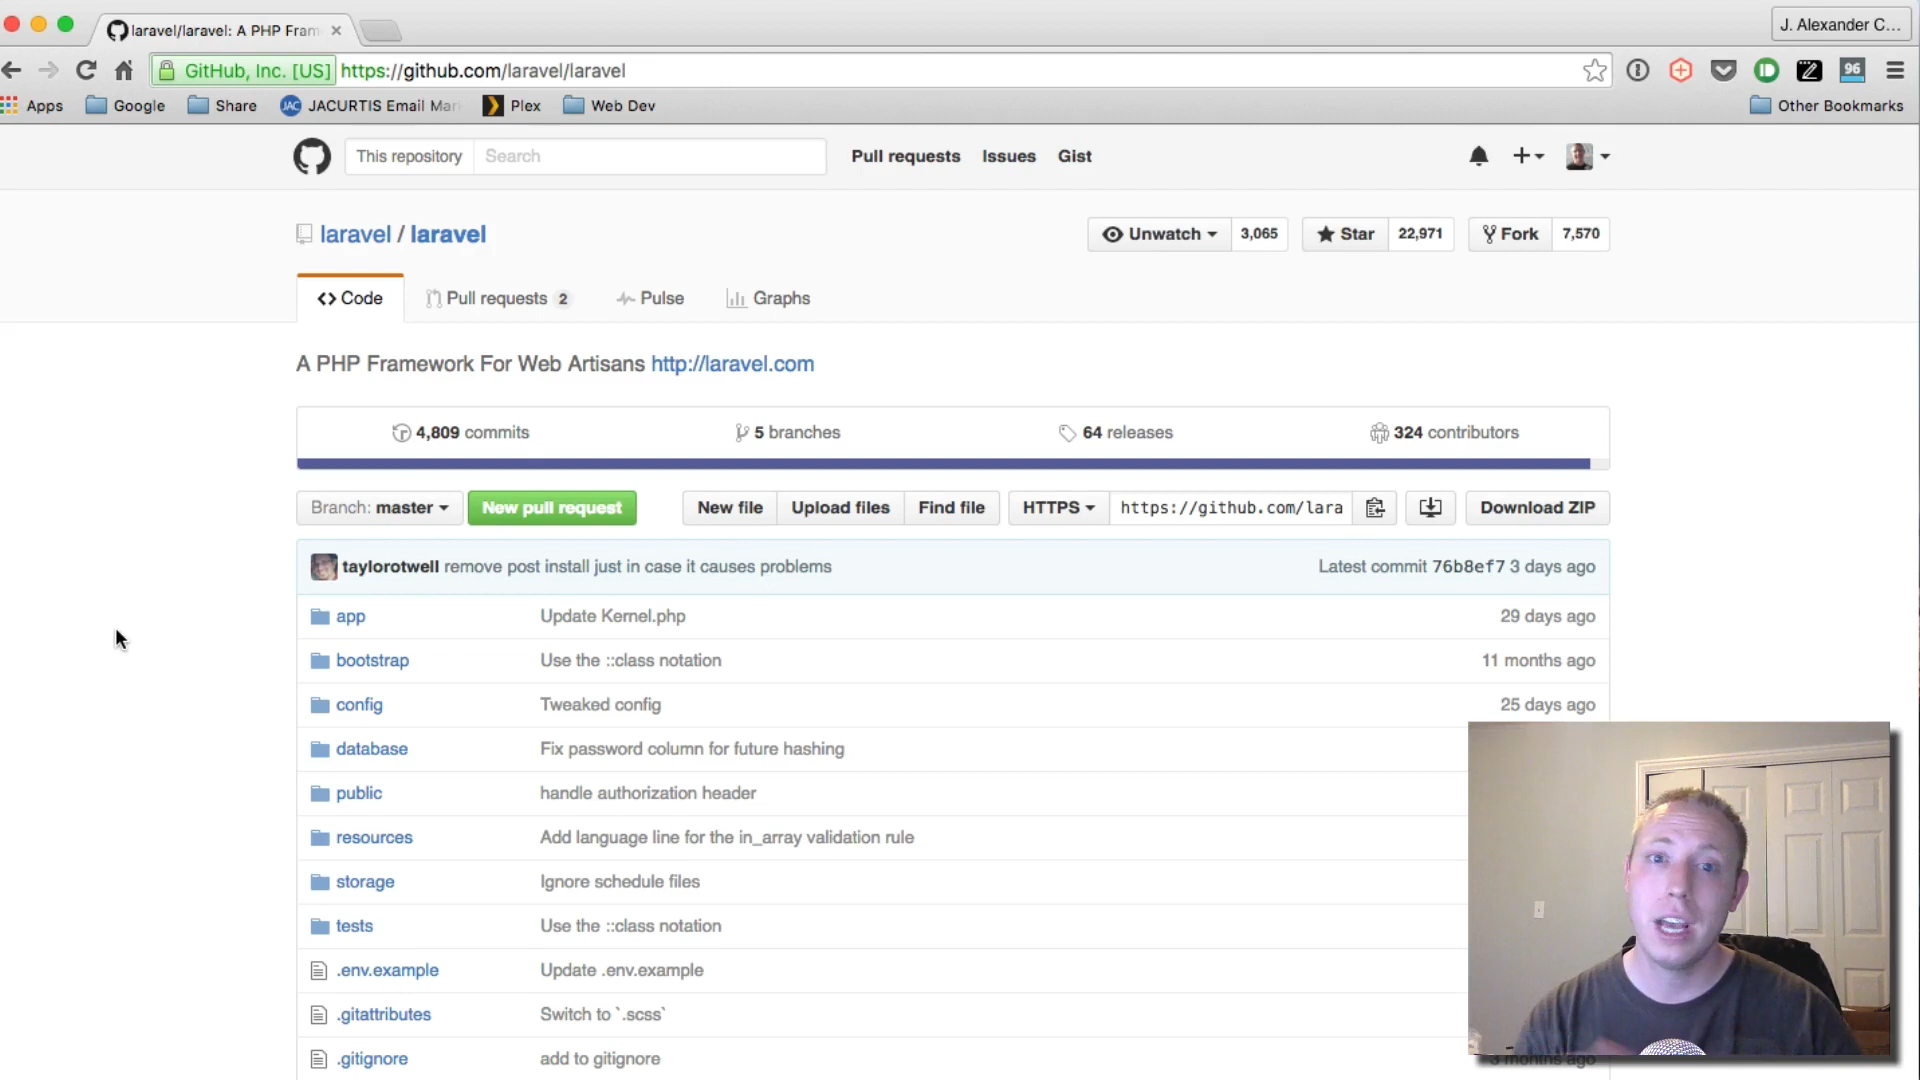 laravel/laravel: A PHP Fram
J. Alexander C...
GitHub, Inc. [US] https://github.com/laravel/laravel
96
Apps Google Share JAC JACURTIS Email Mar Plex Web Dev Other Bookmarks
This repository Search Pull requests Issues Gist
laravel / laravel Unwatch 3,065 Star 22,971 Fork 7,570
Code Pull requests 2 Pulse Graphs
A PHP Framework For Web Artisans http://laravel.com
4,809 commits 5 branches 64 releases 324 contributors
Branch: master New pull request New file Upload files Find file HTTPS https://github.com/lara Download ZIP
taylorotwell remove post install just in case it causes problems Latest commit 76b8ef7 3 days ago
app Update Kernel.php 29 days ago
bootstrap Use the ::class notation 11 months ago
config Tweaked config 25 days ago
database Fix password column for future hashing
public handle authorization header
resources Add language line for the in_array validation rule
storage Ignore schedule files
tests Use the ::class notation
.env.example Update .env.example
.gitattributes Switch to `.scss`
.gitignore add to gitignore 3 months ago